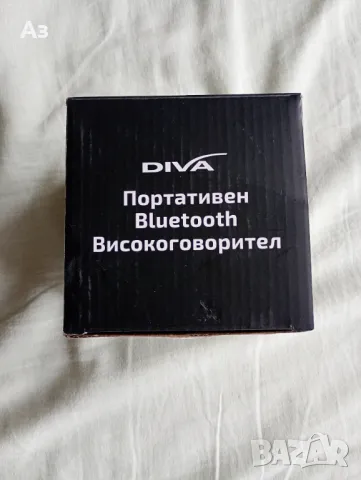 Аз
DIVA
Портативен
Bluetooth
Високоговорител
BAZAR